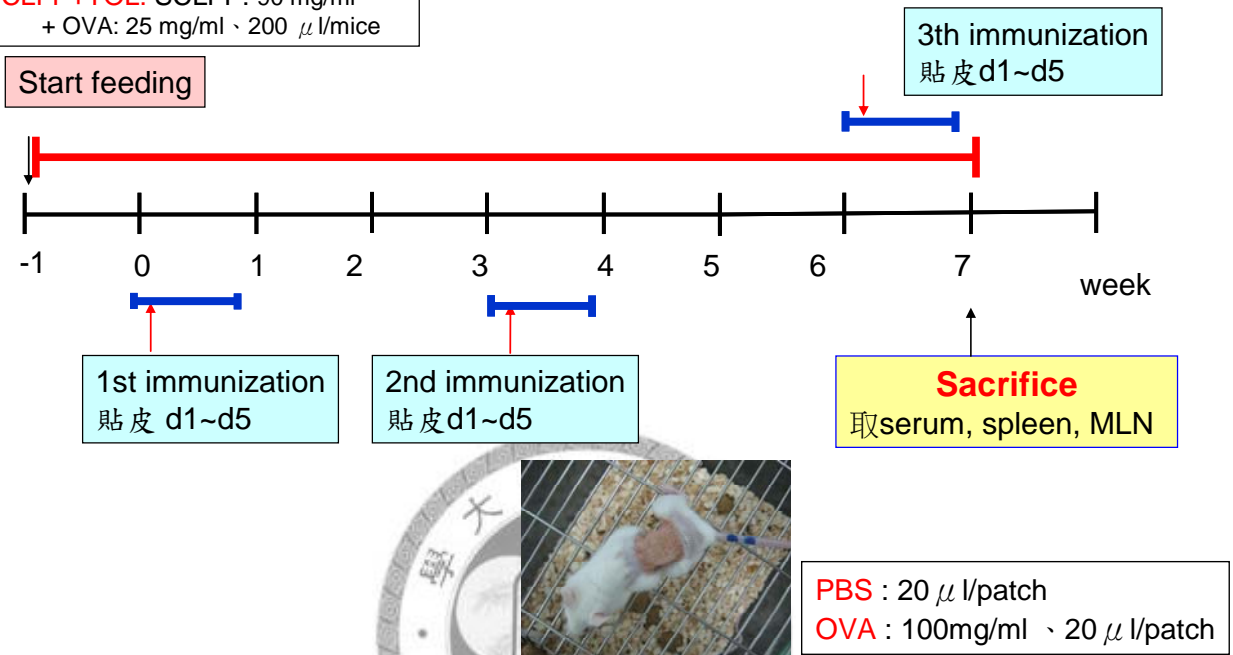 + OVA: 25 mg/ml、200 μl/mice
3th immunization
貼皮d1~d5
Start feeding
-1 0 1 2 3 4 5 6 7
week
1st immunization
貼皮 d1~d5
2nd immunization
貼皮d1~d5
Sacrifice
取serum, spleen, MLN
大
學
PBS : 20 μl/patch
OVA : 100mg/ml 、20 μl/patch